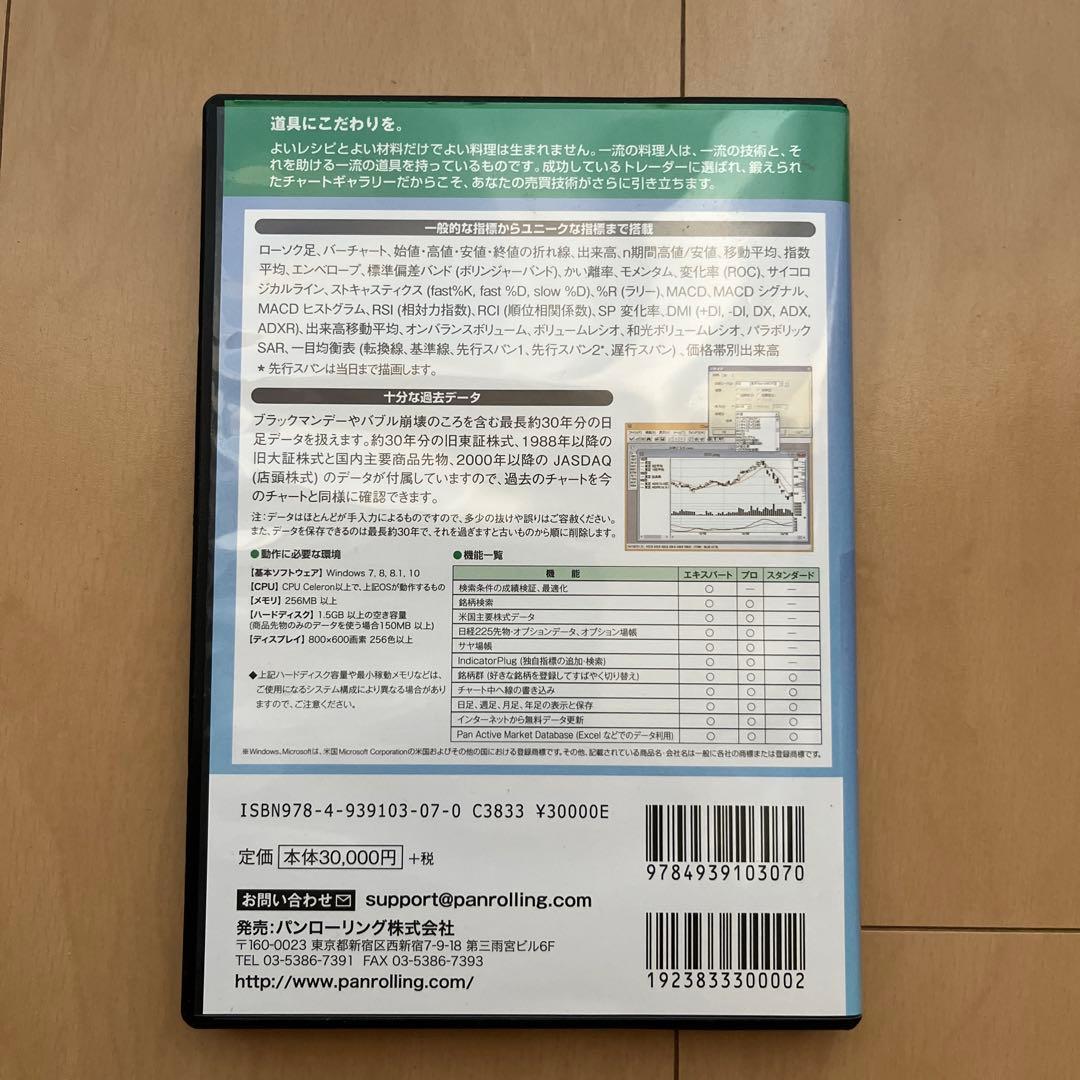 道具にこだわりを。
よいレシピとよい材料だけでよい料理は生まれません。一流の料理人は、一流の技術と、そ
れを助ける一流の道具を持っているものです。成功しているトレーダーに選ばれ、鍛えられ
たチャートギャラリーだからこそ、あなたの売買技術がさらに引き立ちます。
一般的な指標からユニークな指標まで搭載
ローソク足、バーチャート、始値・高値・安値・終値の折れ線、出来高、n期間高値/安値、移動平均、指数
平均、エンベロープ、標準偏差バンド (ボリンジャーバンド)、かい離率、モメンタム、変化率 (ROC)、サイコロ
ジカルライン、ストキャスティクス (fast%K, fast %D, slow %D)、%R (ラリー)、MACD、MACD シグナル、
MACD ヒストグラム、RSI (相対力指数)、RCI (順位相関係数)、SP 変化率、DMI (+DI, -DI, DX, ADX,
ADXR)、出来高移動平均、オンバランスボリューム、ボリュームレシオ、和光ボリュームレシオ、パラボリック
SAR、一目均衡表 (転換線、基準線、先行スパン1、先行スパン2*、遅行スパン) 、価格帯別出来高
* 先行スパンは当日まで描画します。
十分な過去データ
ブラックマンデーやバブル崩壊のころを含む最長約30年分の日
足データを扱えます。約30年分の旧東証株式、1988年以降の
旧大証株式と国内主要商品先物、2000年以降の JASDAQ
(店頭株式) のデータが付属していますので、過去のチャートを今
のチャートと同様に確認できます。
注:データはほとんどが手入力によるものですので、多少の抜けや誤りはご容赦ください。
また、データを保存できるのは最長約30年で、それを過ぎますと古いものから順に削除します。
●動作に必要な環境
【基本ソフトウェア】 Windows 7, 8, 8.1, 10
【CPU】 CPU Celeron以上で、上記OSが動作するもの
【メモリ】 256MB 以上
【ハードディスク】 1.5GB 以上の空き容量
(商品先物のみのデータを使う場合150MB 以上)
【ディスプレイ】 800×600画素 256色以上
◆上記ハードディスク容量や最小稼動メモリなどは、
ご使用になるシステム構成により異なる場合があり
ますので、ご注意ください。
●機能一覧
機 能 エキスパート プロ スタンダード
検索条件の成績検証、最適化 ○ ― ―
銘柄検索 ○ ○ ―
米国主要株式データ ○ ○ ―
日経225先物・オプションデータ、オプション場帳 ○ ○ ―
サヤ場帳 ○ ○ ―
IndicatorPlug (独自指標の追加・検索) ○ ○ ―
銘柄群 (好きな銘柄を登録してすばやく切り替え) ○ ○ ○
チャート中へ線の書き込み ○ ○ ○
日足、週足、月足、年足の表示と保存 ○ ○ ○
インターネットから無料データ更新 ○ ○ ○
Pan Active Market Database (Excel などでのデータ利用) ○ ○ ○
※Windows、Microsoftは、米国 Microsoft Corporationの米国およびその他の国における登録商標です。その他、記載されている商品名・会社名は一般に各社の商標または登録商標です。
ISBN978-4-939103-07-0 C3833 ¥30000E
定価 本体30,000円 +税
9784939103070
お問い合わせ support@panrolling.com
発売:パンローリング株式会社
〒160-0023 東京都新宿区西新宿7-9-18 第三雨宮ビル6F
TEL 03-5386-7391 FAX 03-5386-7393
http://www.panrolling.com/
1923833300002